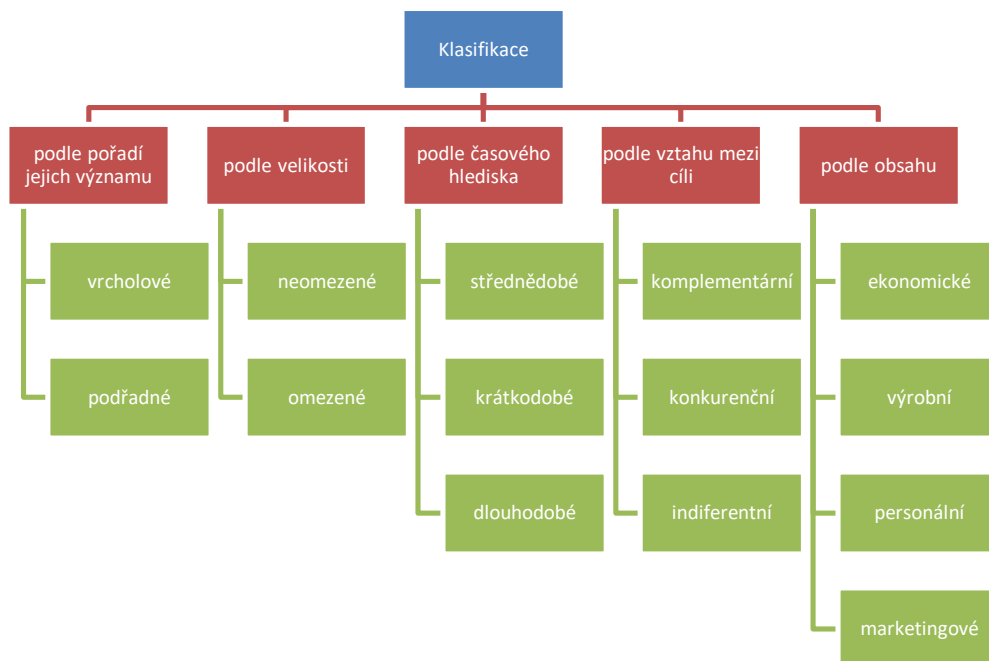 Klasifikace
podle pořadí
jejich významu
podle velikosti
podle časového
hlediska
podle vztahu mezi
cíli
podle obsahu
vrcholové
neomezené
střednědobé
komplementární
ekonomické
podřadné
omezené
krátkodobé
konkurenční
výrobní
dlouhodobé
indiferentní
personální
marketingové